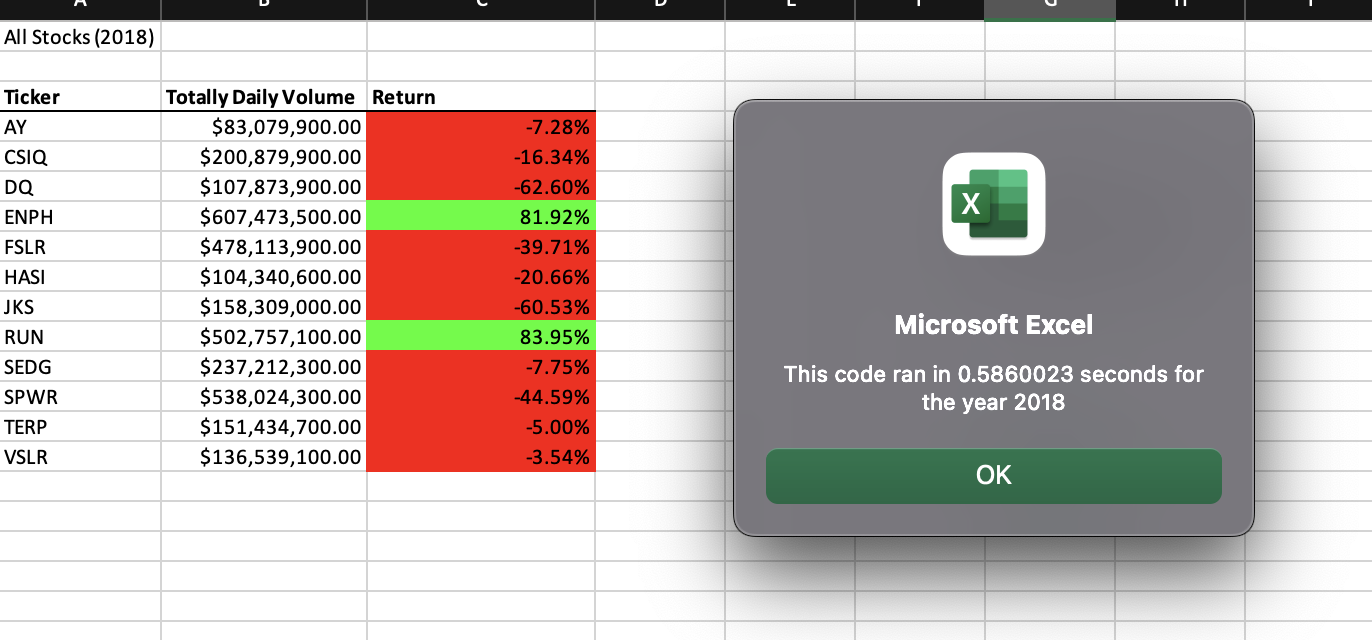 A B C D E F G H I
All Stocks (2018)
Ticker Totally Daily Volume Return
AY $83,079,900.00 -7.28%
CSIQ $200,879,900.00 -16.34%
DQ $107,873,900.00 -62.60%
ENPH $607,473,500.00 81.92%
FSLR $478,113,900.00 -39.71%
HASI $104,340,600.00 -20.66%
JKS $158,309,000.00 -60.53%
RUN $502,757,100.00 83.95%
SEDG $237,212,300.00 -7.75%
SPWR $538,024,300.00 -44.59%
TERP $151,434,700.00 -5.00%
VSLR $136,539,100.00 -3.54%
X
Microsoft Excel
This code ran in 0.5860023 seconds for
the year 2018
OK